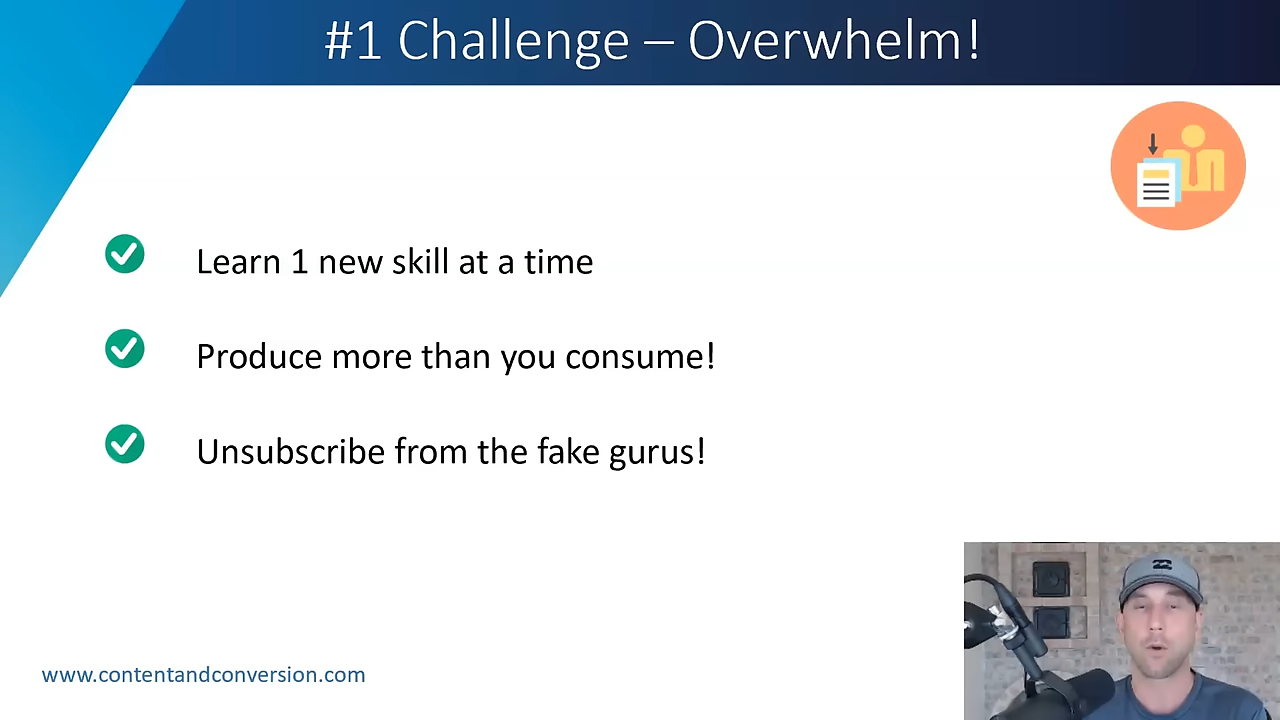 #1 Challenge – Overwhelm!
Learn 1 new skill at a time
Produce more than you consume!
Unsubscribe from the fake gurus!
www.contentandconversion.com